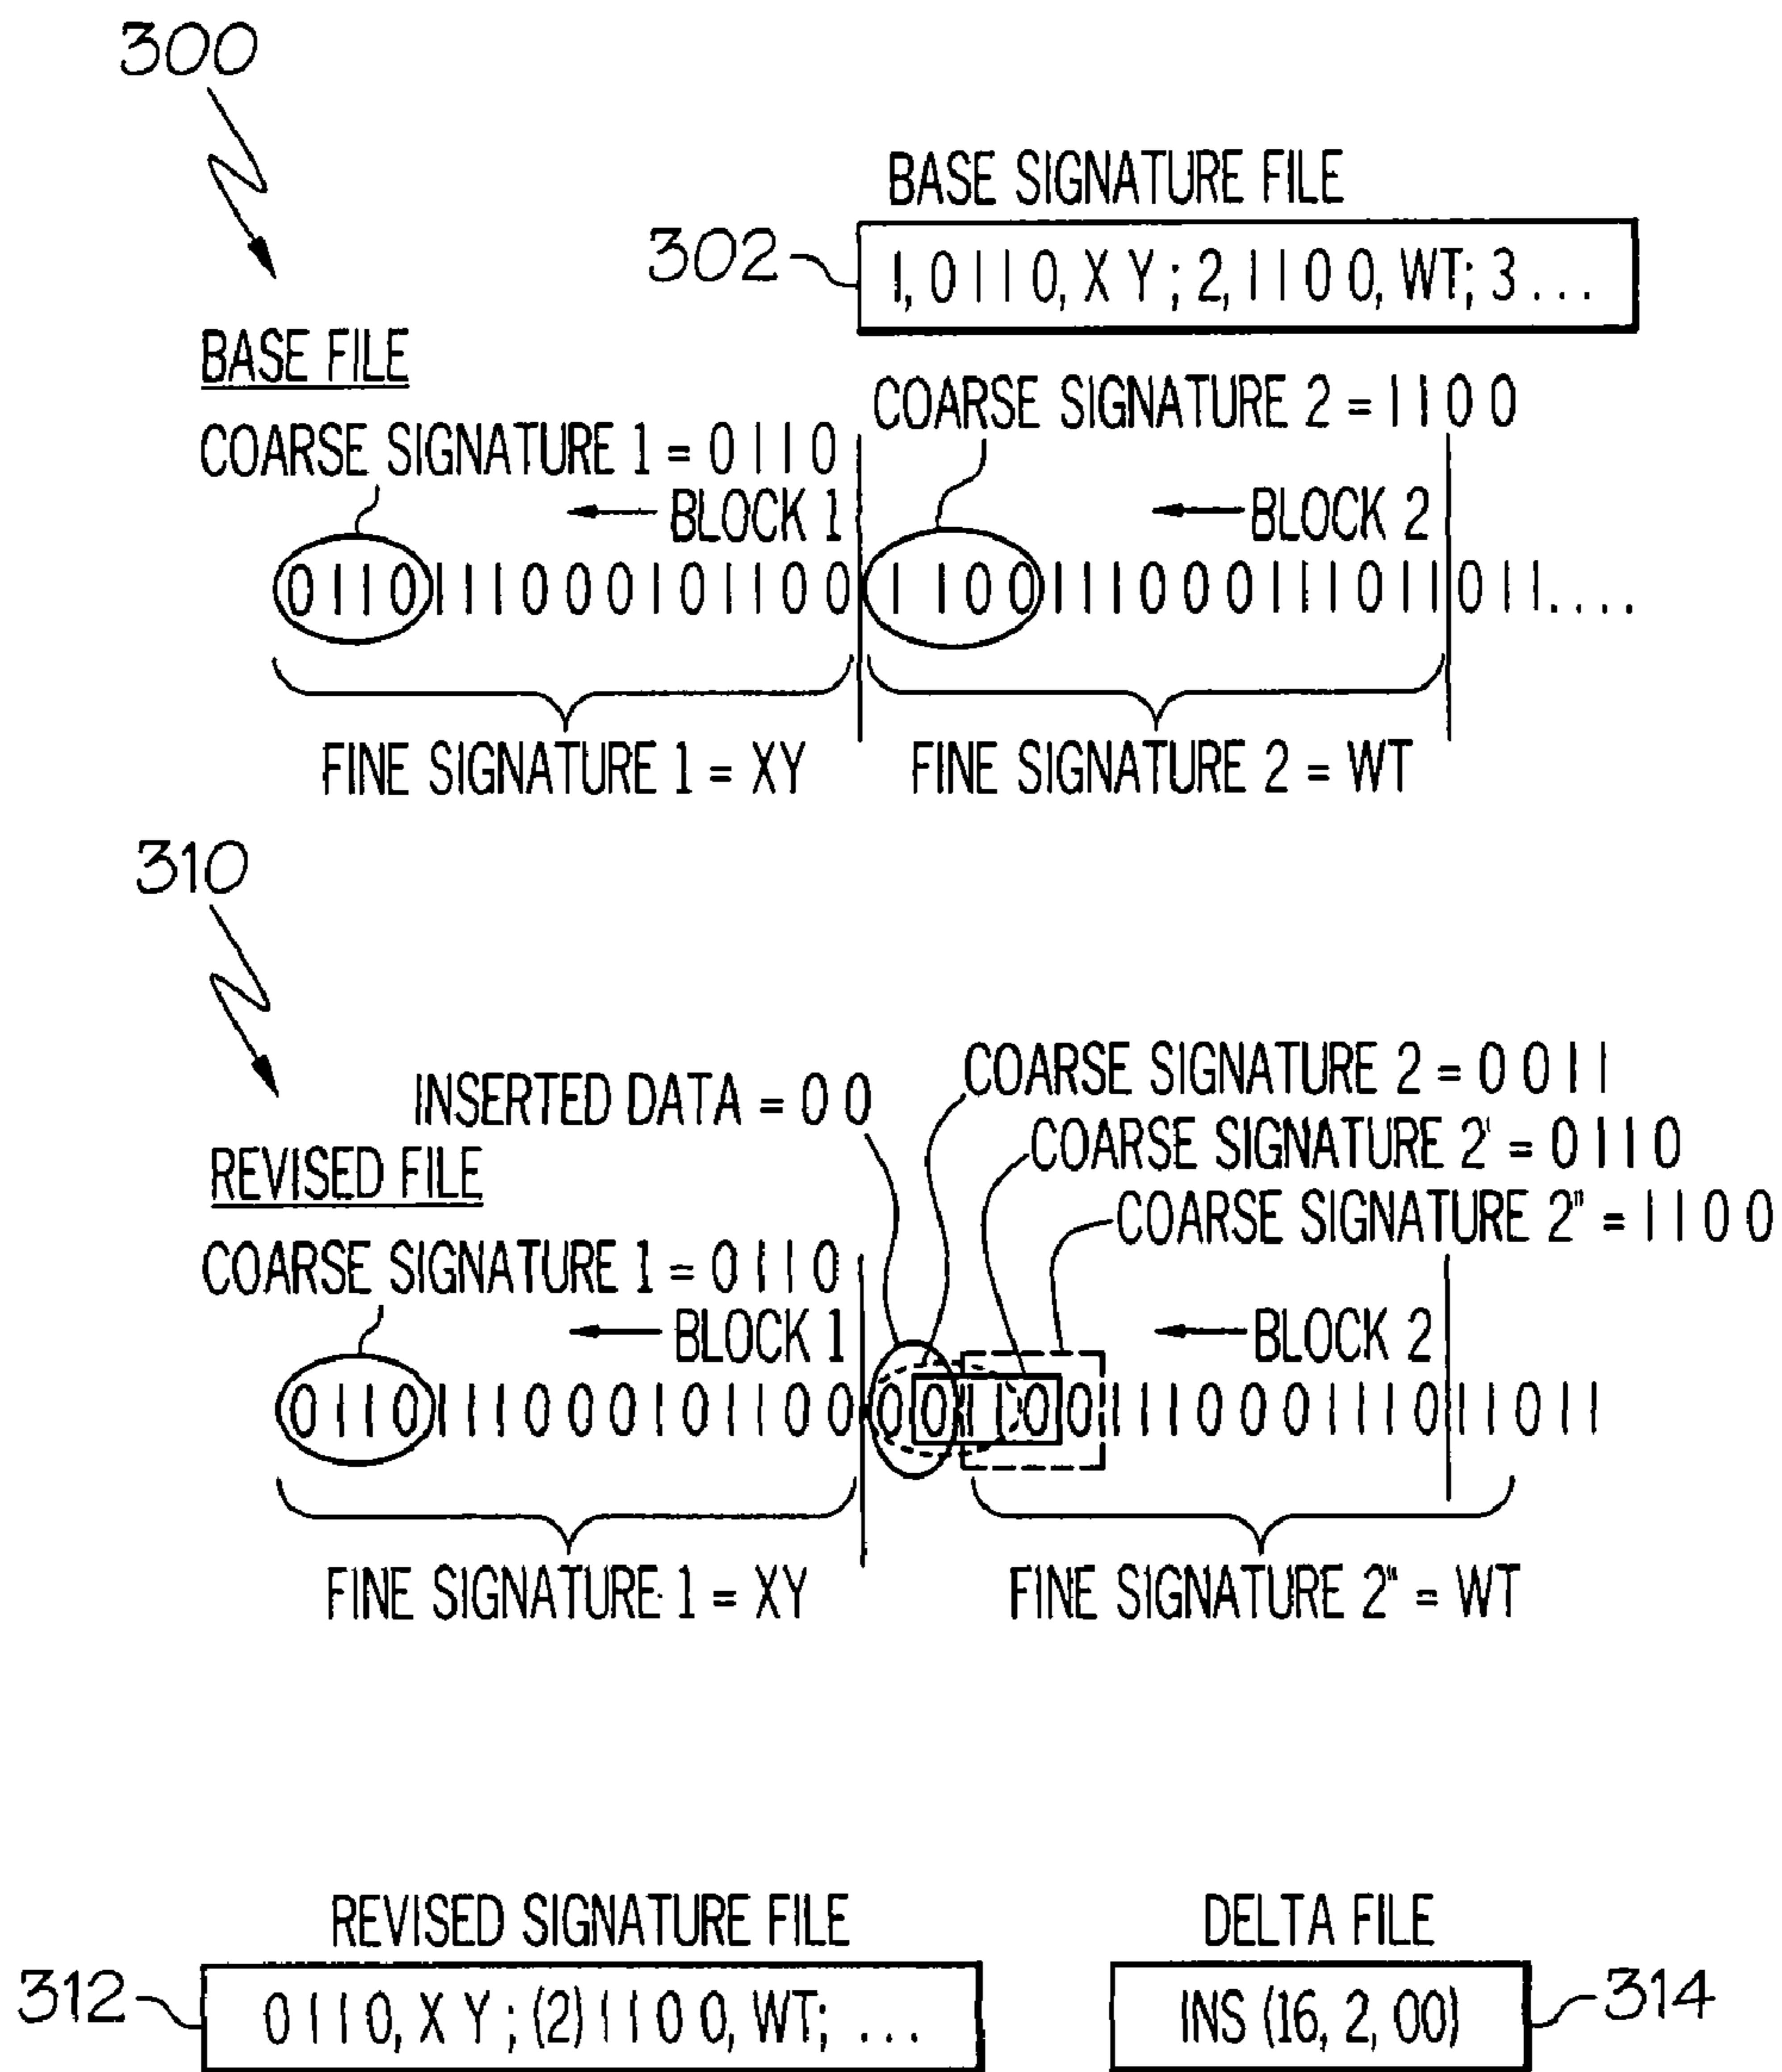 300
BASE SIGNATURE FILE
302
1, 0 1 1 0, X Y ; 2, 1 1 0 0, WT; 3 . . .
BASE FILE
COARSE SIGNATURE 2 = 1 1 0 0
COARSE SIGNATURE 1 = 0 1 1 0
BLOCK 1
BLOCK 2
0 1 1 0 1 1 1 0 0 0 1 0 1 1 0 0 1 1 0 0 1 1 1 0 0 0 1 1 1 0 1 1 0 1 1 . . . .
FINE SIGNATURE 1 = XY
FINE SIGNATURE 2 = WT
310
COARSE SIGNATURE 2 = 0 0 1 1
INSERTED DATA = 0 0
COARSE SIGNATURE 2' = 0 1 1 0
REVISED FILE
COARSE SIGNATURE 2" = 1 1 0 0
COARSE SIGNATURE 1 = 0 1 1 0
BLOCK 1
BLOCK 2
0 1 1 0 1 1 1 0 0 0 1 0 1 1 0 0 0 0 1 1 0 0 1 1 1 0 0 0 1 1 1 0 1 1 0 1 1
FINE SIGNATURE 1 = XY
FINE SIGNATURE 2" = WT
REVISED SIGNATURE FILE
DELTA FILE
312
0 1 1 0, X Y ; (2) 1 1 0 0, WT; . . .
INS (16, 2, 00)
314